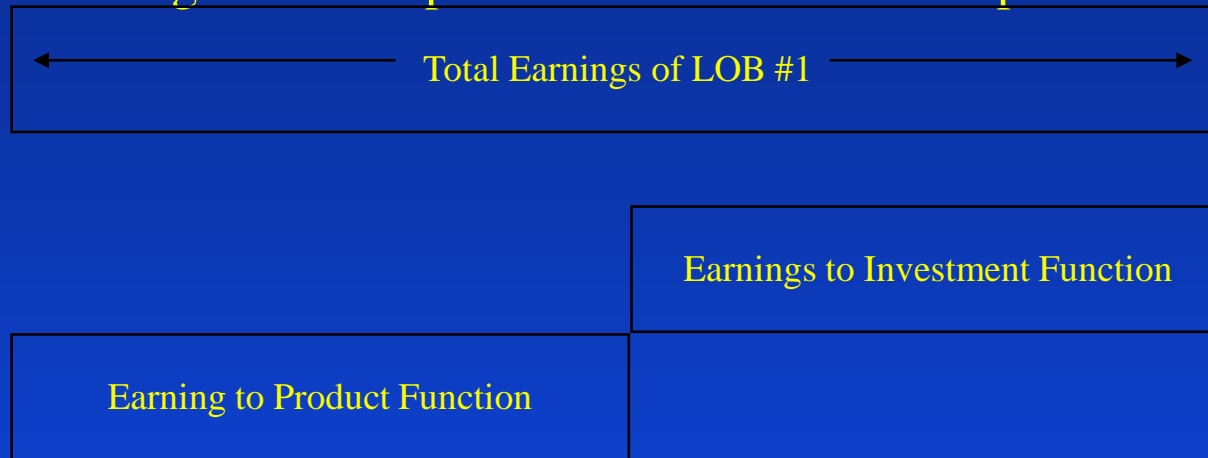 Total Earnings of LOB #1
Earnings to Investment Function
Earning to Product Function